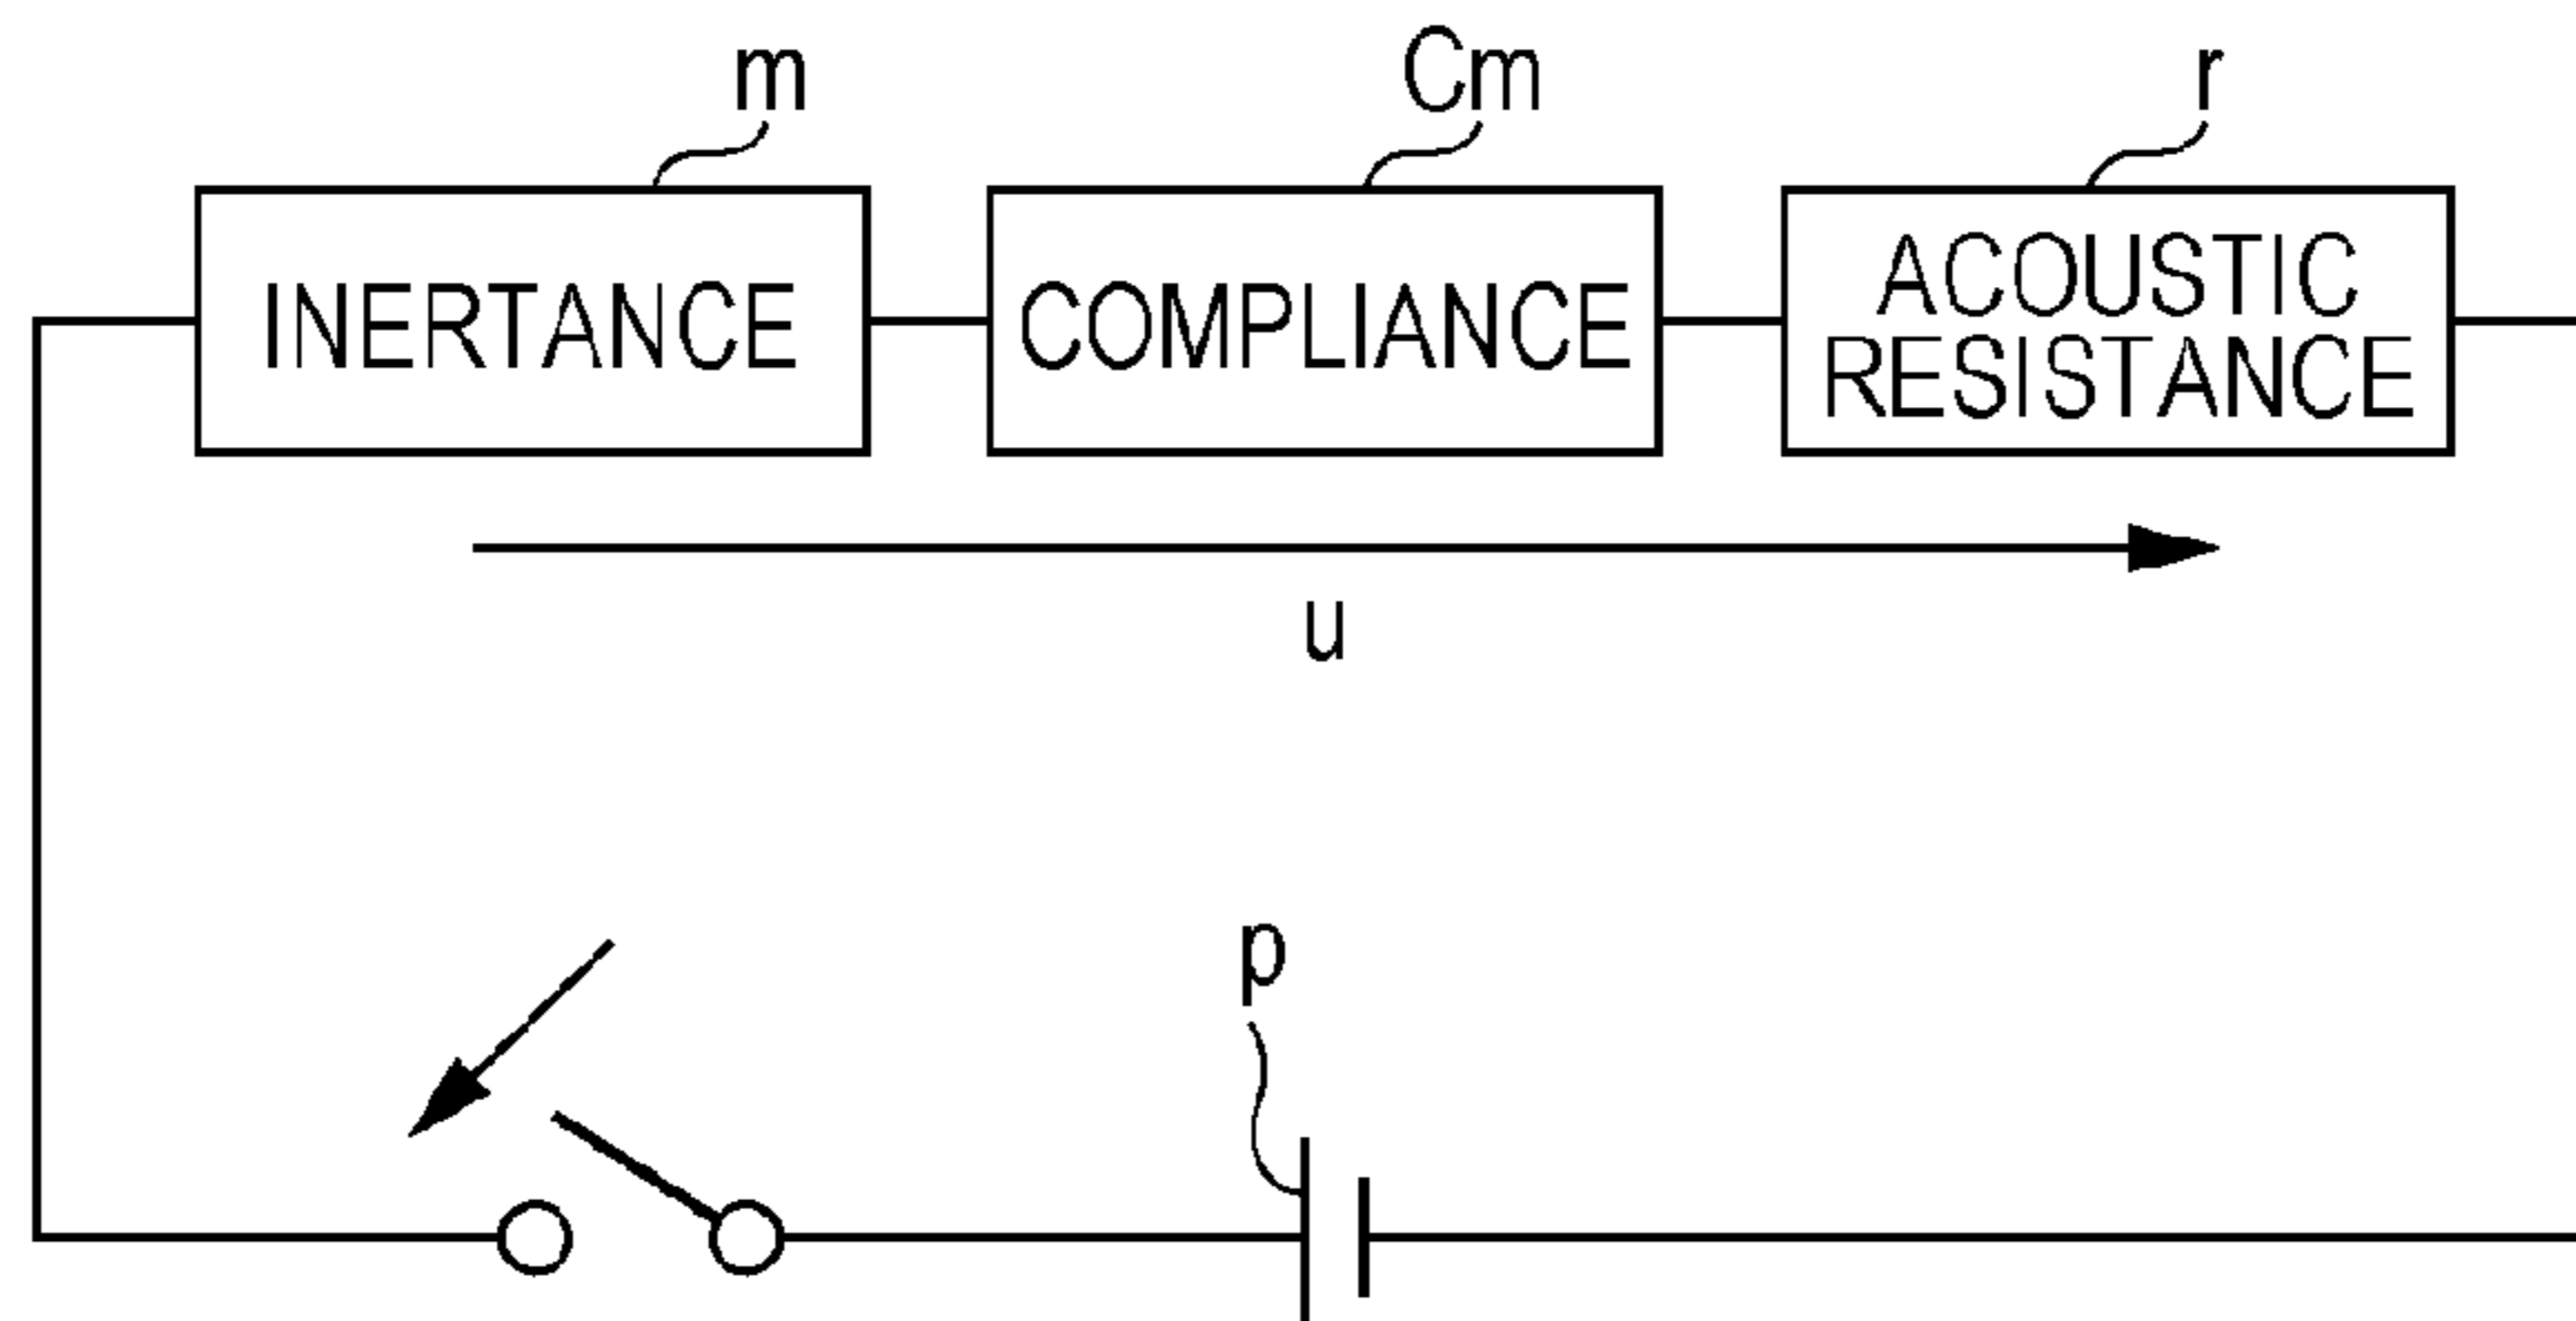 m
Cm
r
INERTANCE
COMPLIANCE
ACOUSTIC
RESISTANCE
u
p